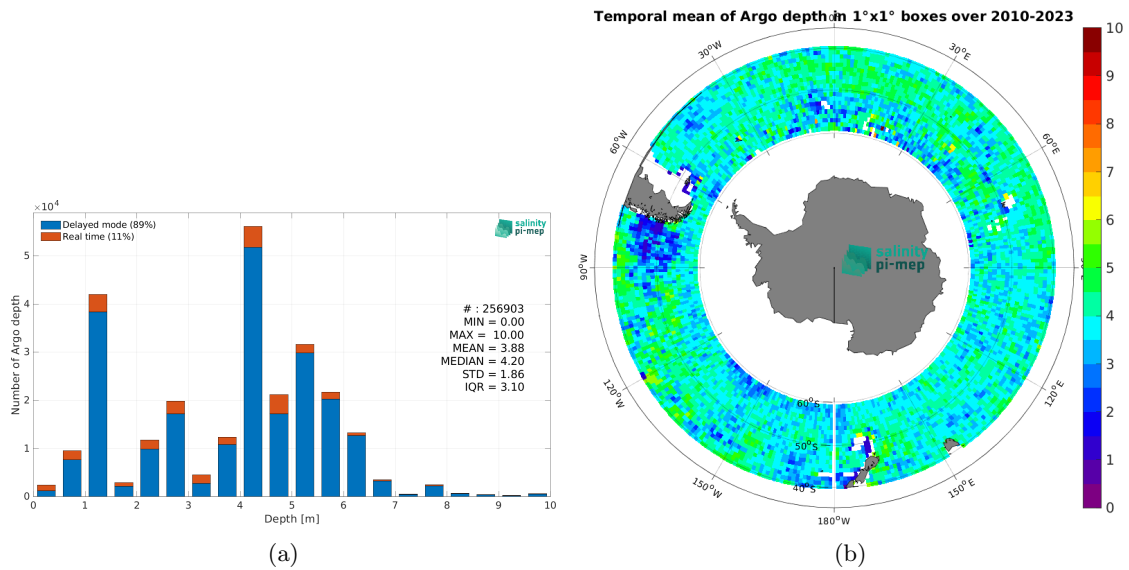 ×10⁴
Delayed mode (89%)
Real time (11%)
salinity
pi-mep
# : 256903
MIN = 0.00
MAX = 10.00
MEAN = 3.88
MEDIAN = 4.20
STD = 1.86
IQR = 3.10
Number of Argo depth
5
4
3
2
1
0
0 1 2 3 4 5 6 7 8 9 10
Depth [m]
(a)
Temporal mean of Argo depth in 1°x1° boxes over 2010-2023
30°W
30°E
60°W
60°E
90°W
salinity
pi-mep
120°W
120°E
60°S
50°S
40°S
150°W
150°E
180°W
10
9
8
7
6
5
4
3
2
1
0
(b)